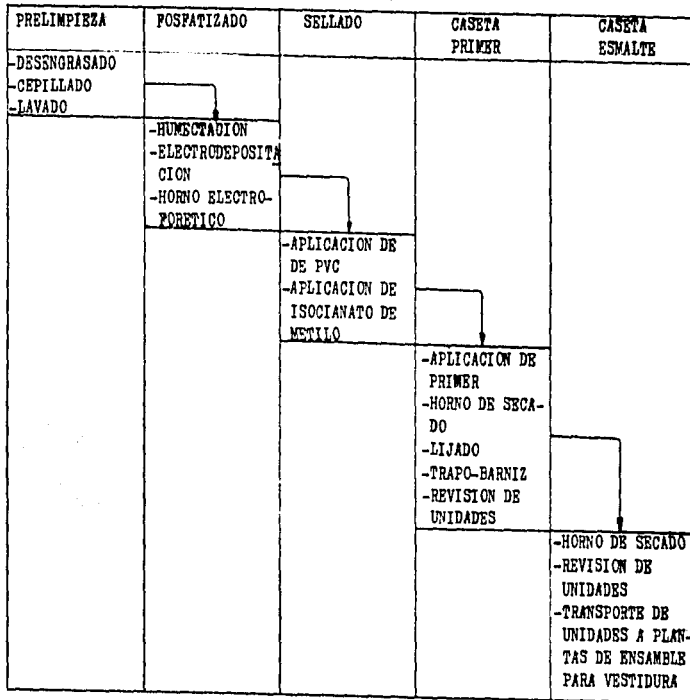 PRELIMPIEZA
FOSFATIZADO
SELLADO
CASETA
PRIMER
CASETA
ESMALTE
-DESENGRASADO
-CEPILLADO
-LAVADO
-HUMECTACION
-ELECTRODEPOSITA
CION
-HORNO ELECTRO-
FORETICO
-APLICACION DE
DE PVC
-APLICACION DE
ISOCIANATO DE
METILO
-APLICACION DE
PRIMER
-HORNO DE SECA-
DO
-LIJADO
-TRAPO-BARNIZ
-REVISION DE
UNIDADES
-HORNO DE SECADO
-REVISION DE
UNIDADES
-TRANSPORTE DE
UNIDADES A PLAN-
TAS DE ENSAMBLE
PARA VESTIDURA